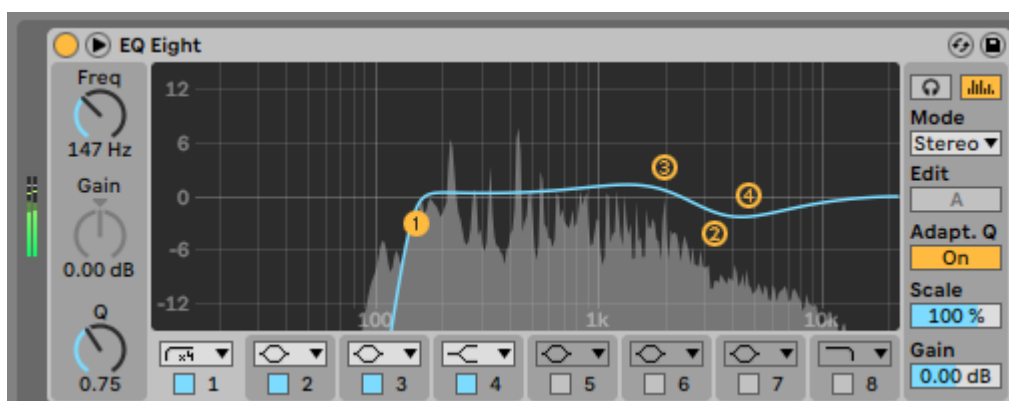 EQ Eight
Freq
147 Hz
Gain
0.00 dB
Q
0.75
12
6
0
-6
-12
100
1k
10k
1
2
3
4
x4
1
2
3
4
5
6
7
8
Mode
Stereo
Edit
A
Adapt. Q
On
Scale
100 %
Gain
0.00 dB